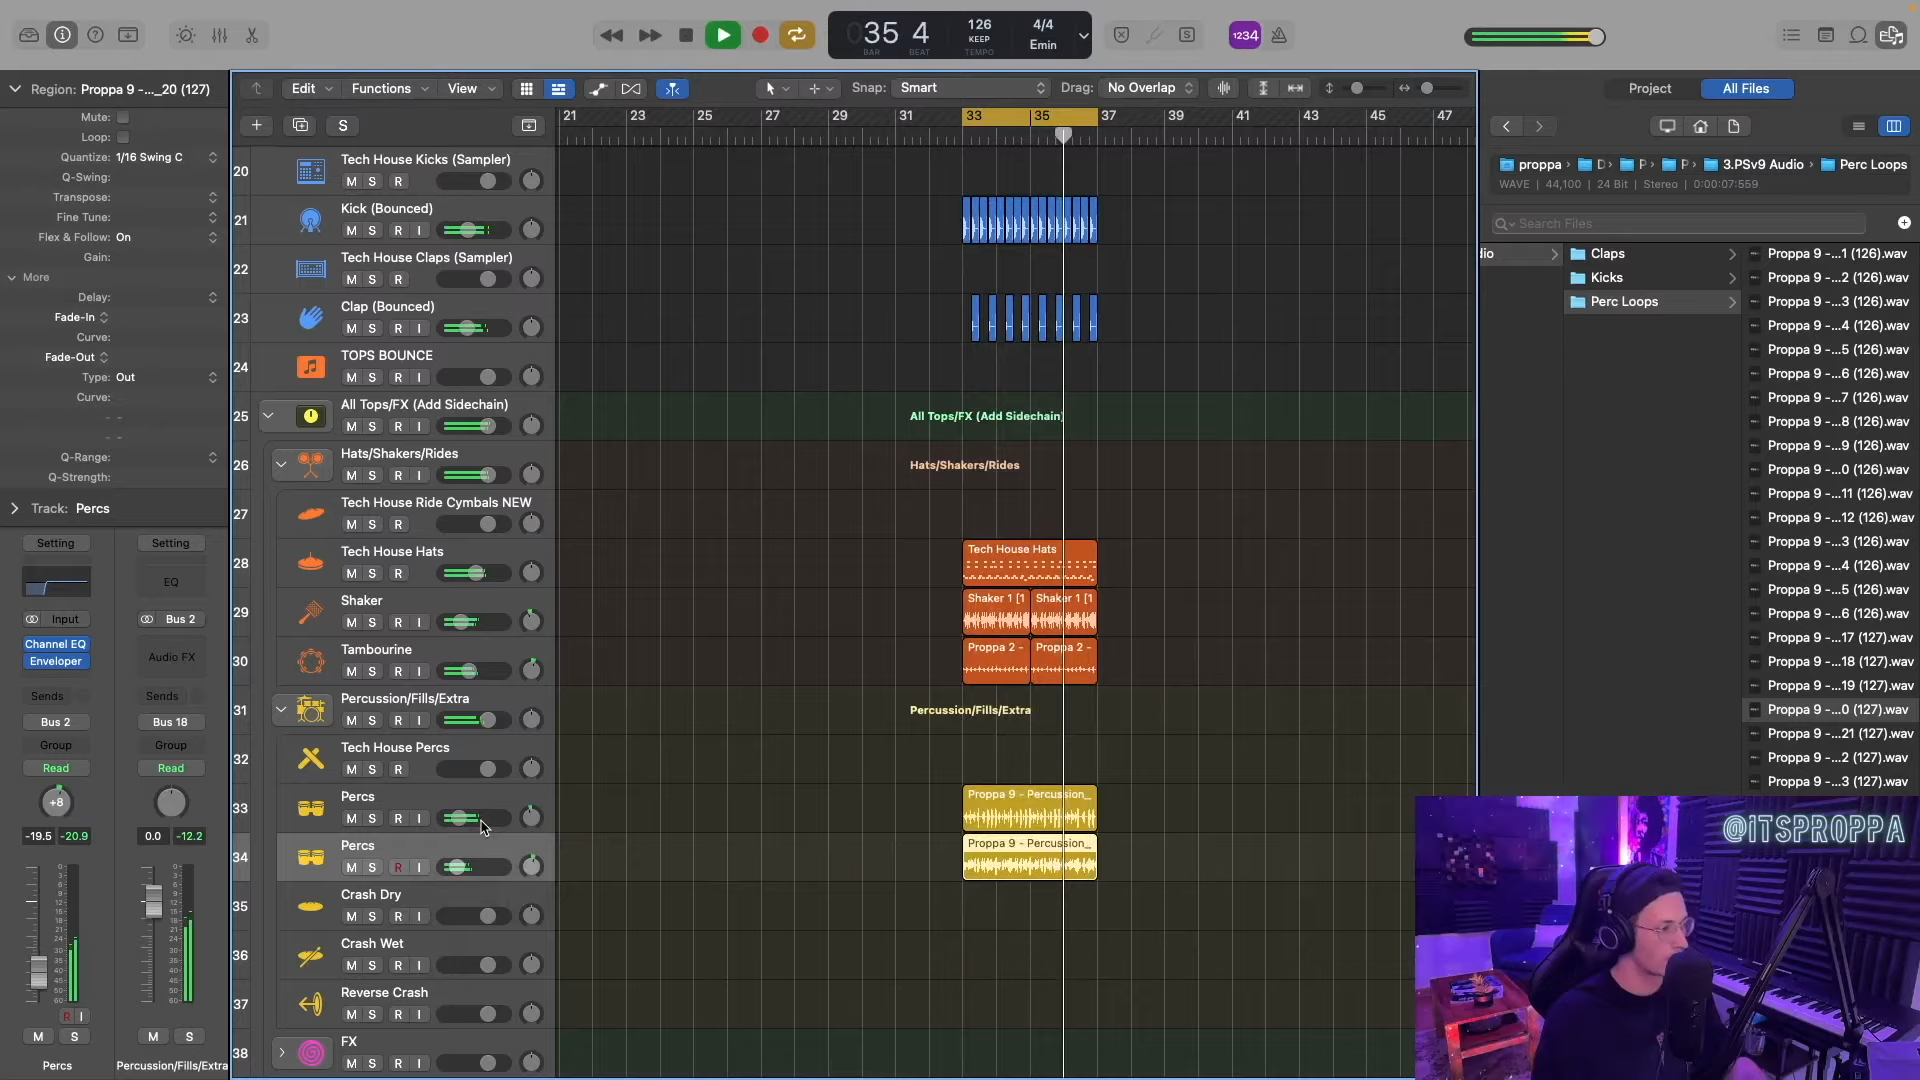 35 4
BAR BEAT
126
KEEP
TEMPO
4/4
Emin
1234
Region: Proppa 9 -..._20 (127)
Mute:
Loop:
Quantize: 1/16 Swing C
Q-Swing:
Transpose:
Fine Tune:
Flex & Follow: On
Gain:
More
Delay:
Fade-In
Curve:
Fade-Out
Type: Out
Curve:
Q-Range:
Q-Strength:
Track: Percs
Setting Setting
EQ
Input Bus 2
Channel EQ
Enveloper
Audio FX
Sends Sends
Bus 2 Bus 18
Group Group
Read Read
+8
-19.5 -20.9 0.0 -12.2
R I
M S M S
Percs Percussion/Fills/Extra
Edit Functions View Snap: Smart Drag: No Overlap
S
21 23 25 27 29 31 33 35 37 39 41 43 45 47
20 Tech House Kicks (Sampler)
M S R
21 Kick (Bounced)
M S R I
22 Tech House Claps (Sampler)
M S R
23 Clap (Bounced)
M S R I
24 TOPS BOUNCE
M S R I
25 All Tops/FX (Add Sidechain)
M S R I
All Tops/FX (Add Sidechain)
26 Hats/Shakers/Rides
M S R I
Hats/Shakers/Rides
27 Tech House Ride Cymbals NEW
M S R
28 Tech House Hats
M S R
Tech House Hats
29 Shaker
M S R I
Shaker 1 [1 Shaker 1 [1
30 Tambourine
M S R I
Proppa 2 - Proppa 2 -
31 Percussion/Fills/Extra
M S R I
Percussion/Fills/Extra
32 Tech House Percs
M S R
33 Percs
M S R I
Proppa 9 - Percussion_
34 Percs
M S R I
Proppa 9 - Percussion_
35 Crash Dry
M S R I
36 Crash Wet
M S R I
37 Reverse Crash
M S R I
38 FX
M S R I
Project All Files
proppa D P P 3.PSv9 Audio Perc Loops
WAVE | 44,100 | 24 Bit | Stereo | 0:00:07:559
Search Files
dio
Claps
Kicks
Perc Loops
Proppa 9 -...1 (126).wav
Proppa 9 -...2 (126).wav
Proppa 9 -...3 (126).wav
Proppa 9 -...4 (126).wav
Proppa 9 -...5 (126).wav
Proppa 9 -...6 (126).wav
Proppa 9 -...7 (126).wav
Proppa 9 -...8 (126).wav
Proppa 9 -...9 (126).wav
Proppa 9 -...0 (126).wav
Proppa 9 -...11 (126).wav
Proppa 9 -...12 (126).wav
Proppa 9 -...3 (126).wav
Proppa 9 -...4 (126).wav
Proppa 9 -...5 (126).wav
Proppa 9 -...6 (126).wav
Proppa 9 -...17 (127).wav
Proppa 9 -...18 (127).wav
Proppa 9 -...19 (127).wav
Proppa 9 -...0 (127).wav
Proppa 9 -...21 (127).wav
Proppa 9 -...2 (127).wav
Proppa 9 -...3 (127).wav
@ITSPROPPA